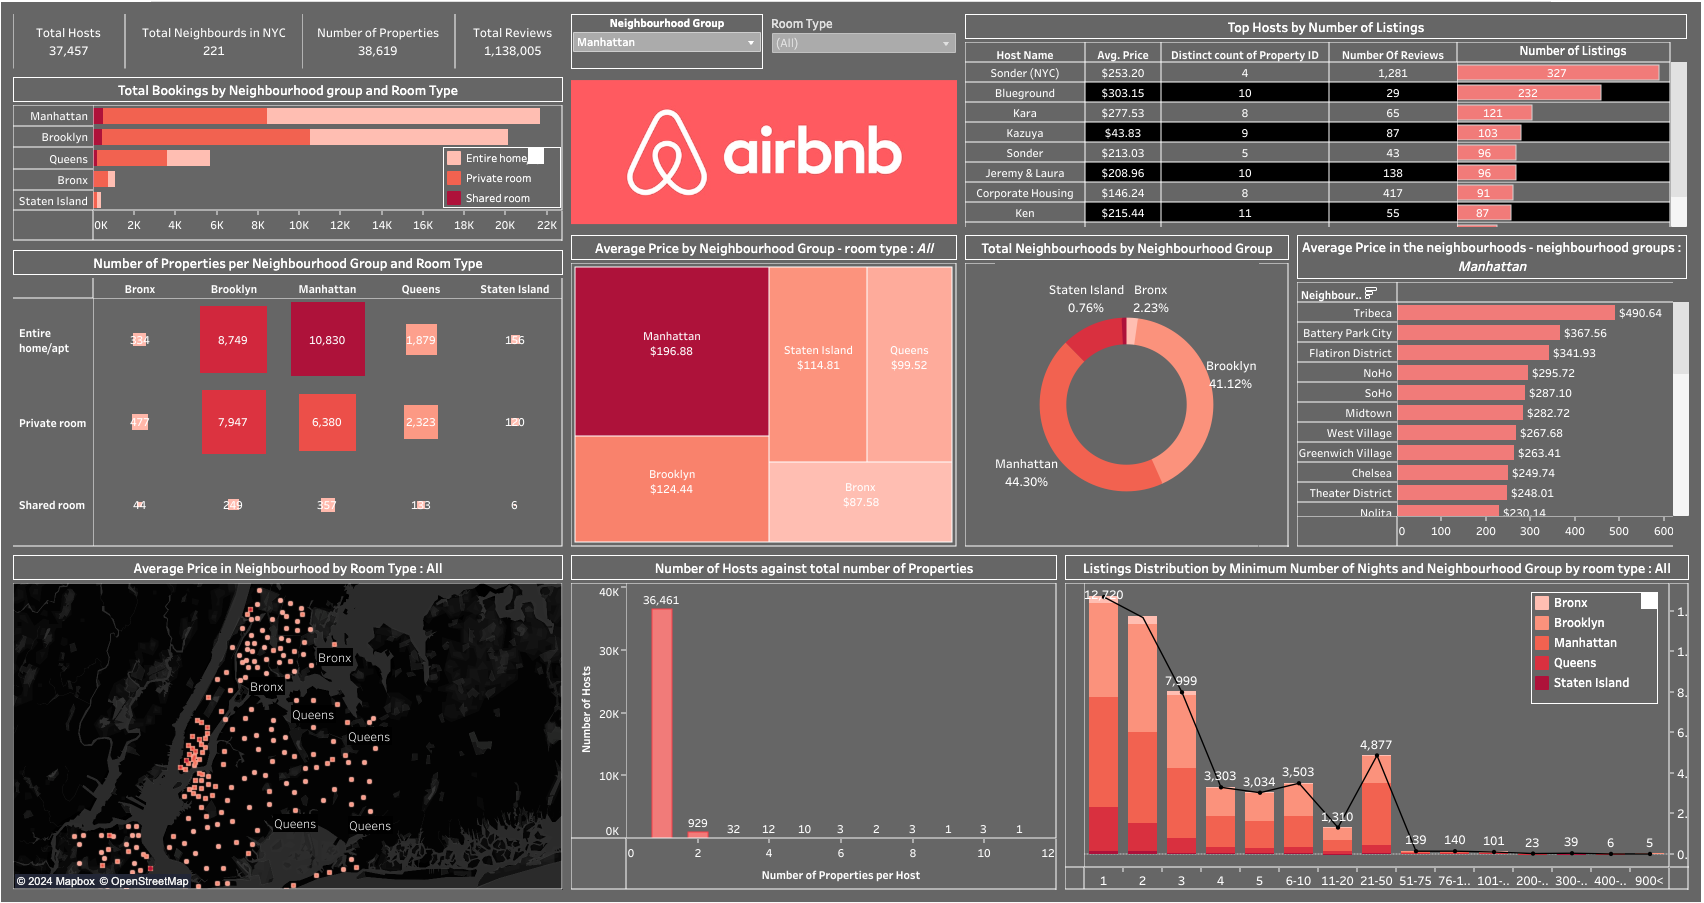 Total Hosts
37,457
Total Neighbourds in NYC
221
Number of Properties
38,619
Total Reviews
1,138,005
Neighbourhood Group
Manhattan
Room Type
(All)
Total Bookings by Neighbourhood group and Room Type
Manhattan
Brooklyn
Queens
Bronx
Staten Island
0K 2K 4K 6K 8K 10K 12K 14K 16K 18K 20K 22K
Entire home
Private room
Shared room
airbnb
Top Hosts by Number of Listings
Host Name Avg. Price Distinct count of Property ID Number Of Reviews Number of Listings
Sonder (NYC) $253.20 4 1,281 327
Blueground $303.15 10 29 232
Kara $277.53 8 65 121
Kazuya $43.83 9 87 103
Sonder $213.03 5 43 96
Jeremy & Laura $208.96 10 138 96
Corporate Housing $146.24 8 417 91
Ken $215.44 11 55 87
Number of Properties per Neighbourhood Group and Room Type
Bronx Brooklyn Manhattan Queens Staten Island
Entire
home/apt
334 8,749 10,830 1,879 156
Private room 477 7,947 6,380 2,323 120
Shared room 44 249 357 6
Average Price by Neighbourhood Group - room type : All
Manhattan
$196.88
Staten Island
$114.81
Queens
$99.52
Brooklyn
$124.44
Bronx
$87.58
Total Neighbourhoods by Neighbourhood Group
Staten Island
0.76%
Bronx
2.23%
Brooklyn
41.12%
Manhattan
44.30%
Average Price in the neighbourhoods - neighbourhood groups :
Manhattan
Neighbour..
Tribeca $490.64
Battery Park City $367.56
Flatiron District $341.93
NoHo $295.72
SoHo $287.10
Midtown $282.72
West Village $267.68
Greenwich Village $263.41
Chelsea $249.74
Theater District $248.01
Nolita $230.14
0 100 200 300 400 500 600
Average Price in Neighbourhood by Room Type : All
Bronx
Bronx
Queens
Queens
Queens
Queens
© 2024 Mapbox © OpenStreetMap
Number of Hosts against total number of Properties
Number of Hosts
40K
30K
20K
10K
0K
36,461 929 32 12 10 3 2 3 1 3 1
0 2 4 6 8 10 12
Number of Properties per Host
Listings Distribution by Minimum Number of Nights and Neighbourhood Group by room type : All
12,720 7,999 3,303 3,034 3,503 1,310 4,877 139 140 101 23 39 6 5
Bronx
Brooklyn
Manhattan
Queens
Staten Island
1.
1.
8.
6.
4.
2.
0.
1 2 3 4 5 6-10 11-20 21-50 51-75 76-1.. 101-.. 200-.. 300-.. 400-.. 900<